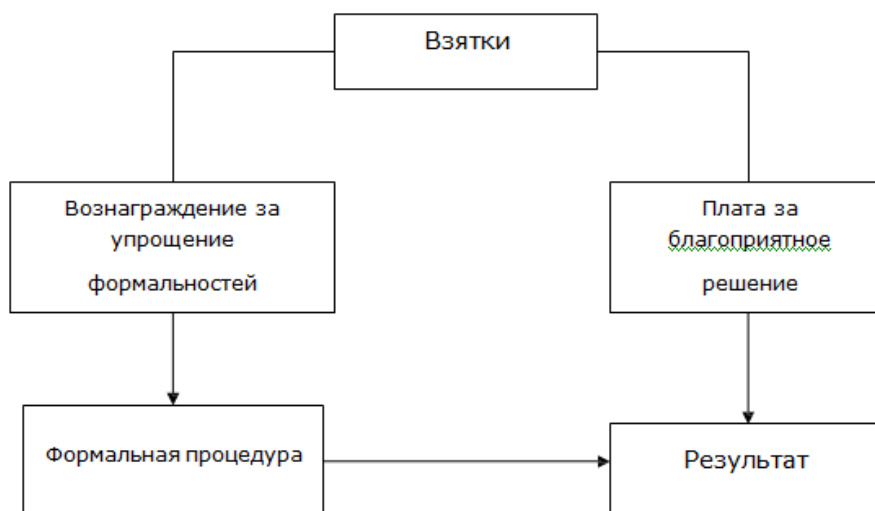 Взятки
Вознаграждение за
упрощение
формальностей
Плата за
благоприятное
решение
Формальная процедура
Результат